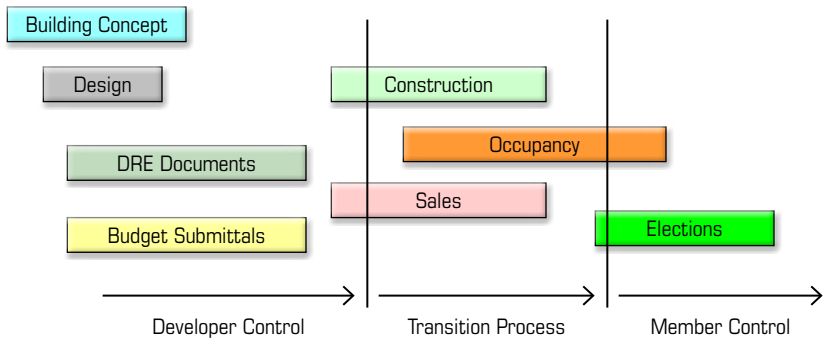 Building Concept
Design
Construction
Occupancy
DRE Documents
Sales
Budget Submittals
Elections
Developer Control
Transition Process
Member Control